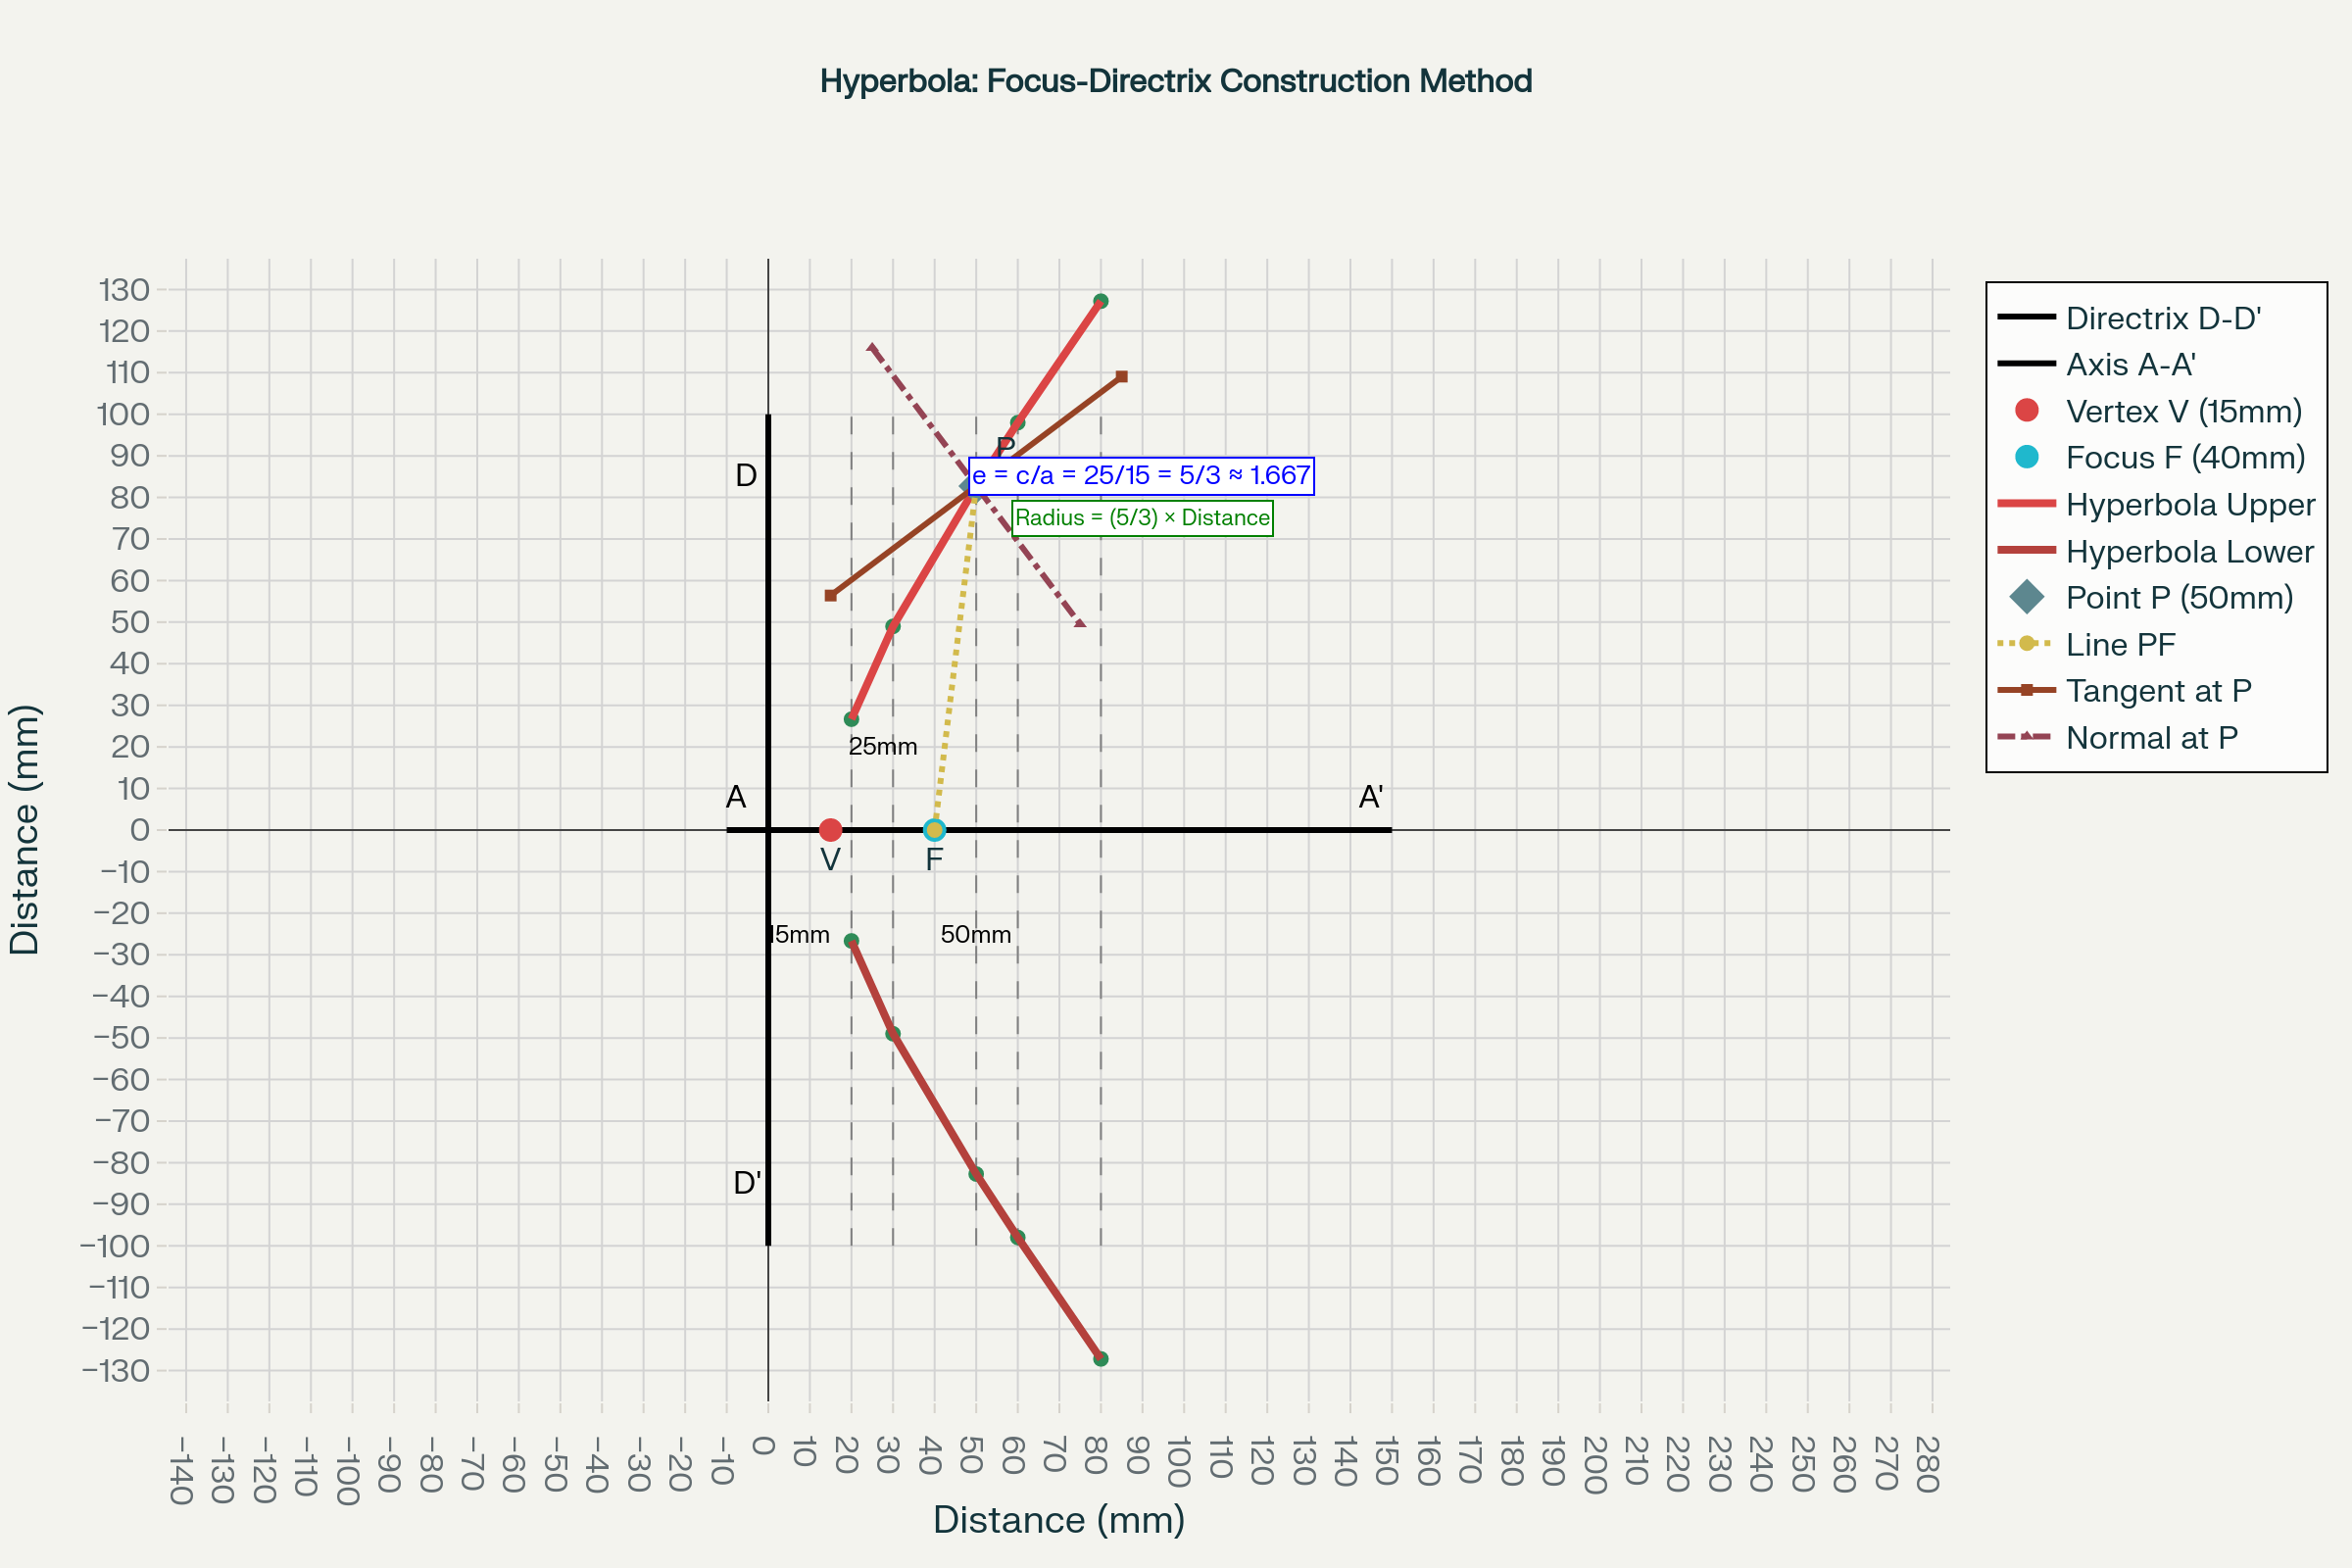 Hyperbola: Focus-Directrix Construction Method
130
120
110
100
90
80
70
60
50
40
30
20
10
0
−10
−20
−30
−40
−50
−60
−70
−80
−90
−100
−110
−120
−130
Distance (mm)
D
P
e = c/a = 25/15 = 5/3 ≈ 1.667
Radius = (5/3) × Distance
25mm
A
A'
V
F
15mm
50mm
D'
−140
−130
−120
−110
−100
−90
−80
−70
−60
−50
−40
−30
−20
−10
0
10
20
30
40
50
60
70
80
90
100
110
120
130
140
150
160
170
180
190
200
210
220
230
240
250
260
270
280
Distance (mm)
Directrix D-D'
Axis A-A'
Vertex V (15mm)
Focus F (40mm)
Hyperbola Upper
Hyperbola Lower
Point P (50mm)
Line PF
Tangent at P
Normal at P